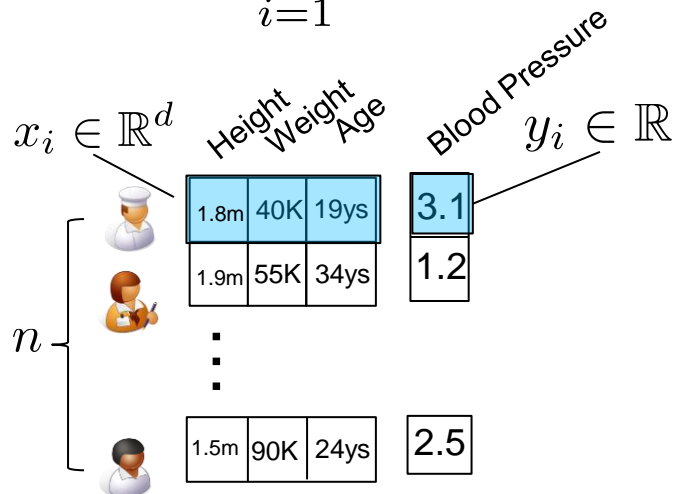 i=1
Height Weight Age Blood Pressure
x_i ∈ ℝ^d y_i ∈ ℝ
1.8m 40K 19ys 3.1
1.9m 55K 34ys 1.2
n
⋮
1.5m 90K 24ys 2.5